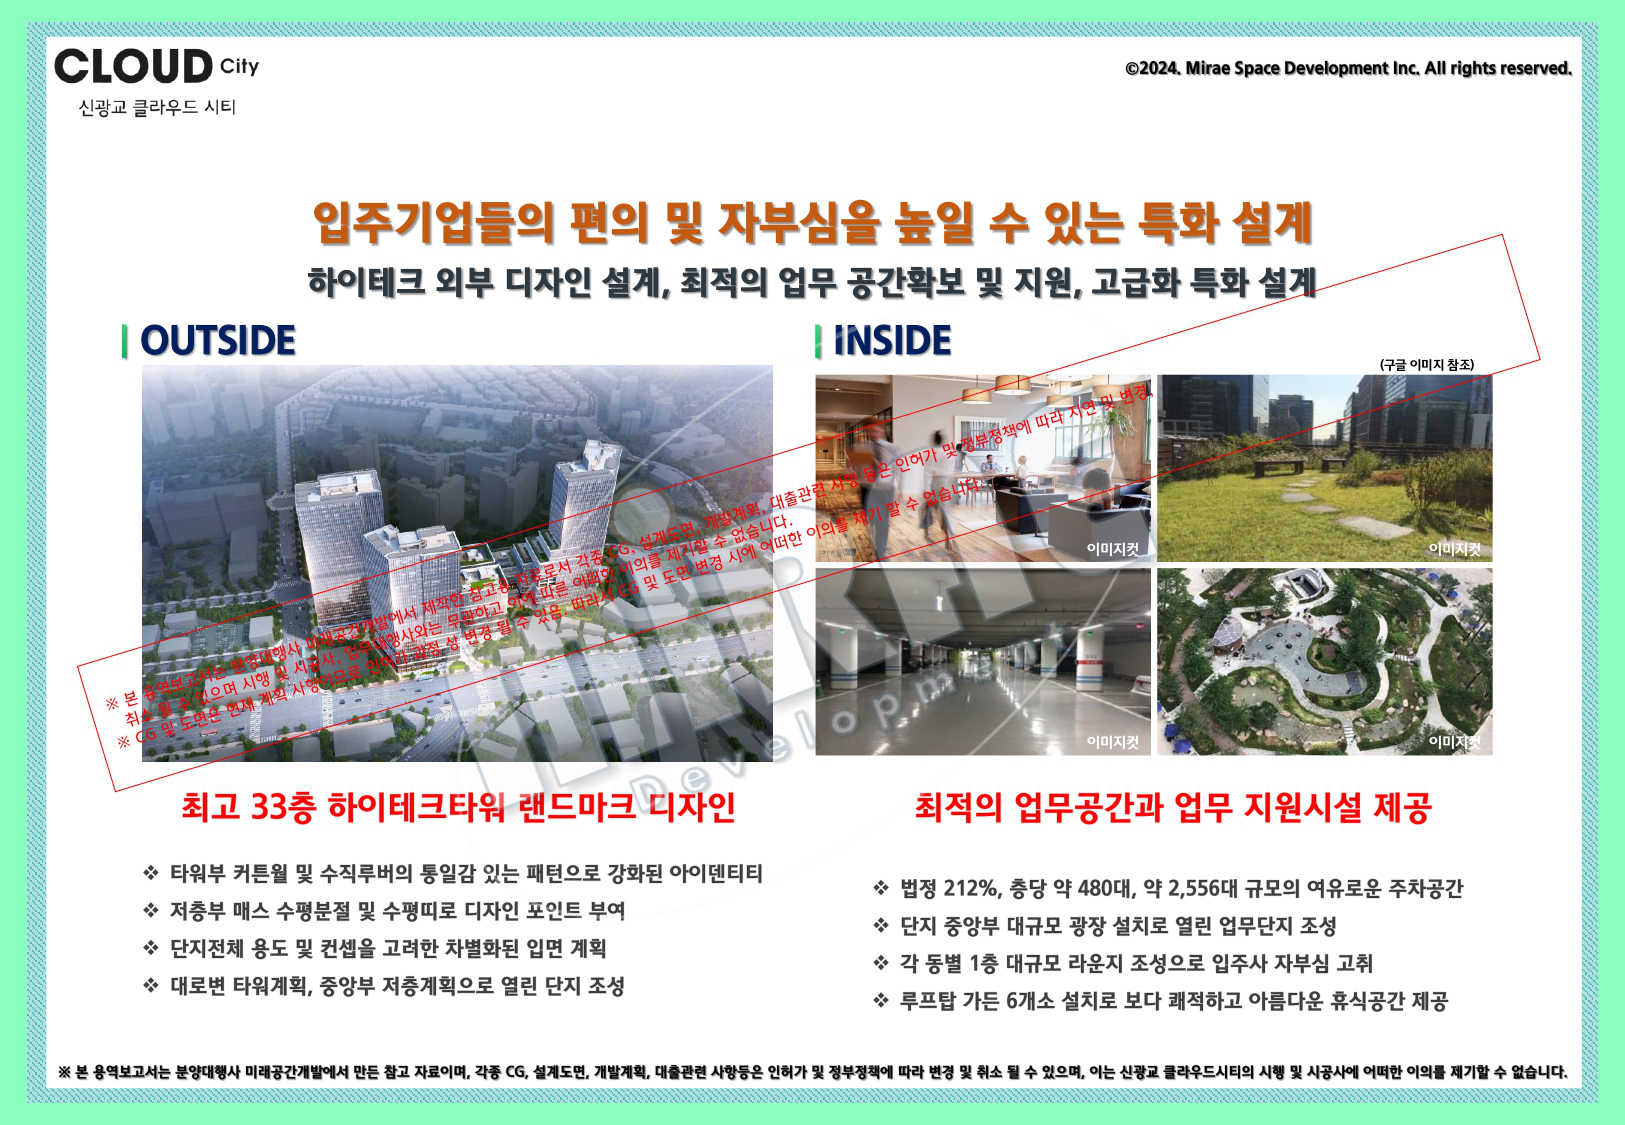 CLOUD City
신광교 클라우드 시티
©2024. Mirae Space Development Inc. All rights reserved.
입주기업들의 편의 및 자부심을 높일 수 있는 특화 설계
하이테크 외부 디자인 설계, 최적의 업무 공간확보 및 지원, 고급화 특화 설계
OUTSIDE
INSIDE
(구글 이미지 참조)
이미지컷
이미지컷
이미지컷
이미지컷
※ 본 용역보고서는 분양대행사 미래공간개발에서 제작한 참고용 자료로서 각종 CG, 설계도면, 개발계획, 대출관련 사항 등은 인허가 및 정부정책에 따라 지연 및 변경,
취소 될 수 있으며 시행 및 시공사, 업무대행사와는 무관하고 이에 따른 어떠한 이의를 제기할 수 없습니다.
※ CG 및 도면은 현재 계획 사항이므로 인허가 과정 상 변경 될 수 있음. 따라서 CG 및 도면 변경 시에 어떠한 이의를 제기 할 수 없습니다.
최고 33층 하이테크타워 랜드마크 디자인
❖ 타워부 커튼월 및 수직루버의 통일감 있는 패턴으로 강화된 아이덴티티
❖ 저층부 매스 수평분절 및 수평띠로 디자인 포인트 부여
❖ 단지전체 용도 및 컨셉을 고려한 차별화된 입면 계획
❖ 대로변 타워계획, 중앙부 저층계획으로 열린 단지 조성
최적의 업무공간과 업무 지원시설 제공
❖ 법정 212%, 층당 약 480대, 약 2,556대 규모의 여유로운 주차공간
❖ 단지 중앙부 대규모 광장 설치로 열린 업무단지 조성
❖ 각 동별 1층 대규모 라운지 조성으로 입주사 자부심 고취
❖ 루프탑 가든 6개소 설치로 보다 쾌적하고 아름다운 휴식공간 제공
※ 본 용역보고서는 분양대행사 미래공간개발에서 만든 참고 자료이며, 각종 CG, 설계도면, 개발계획, 대출관련 사항등은 인허가 및 정부정책에 따라 변경 및 취소 될 수 있으며, 이는 신광교 클라우드시티의 시행 및 시공사에 어떠한 이의를 제기할 수 없습니다.